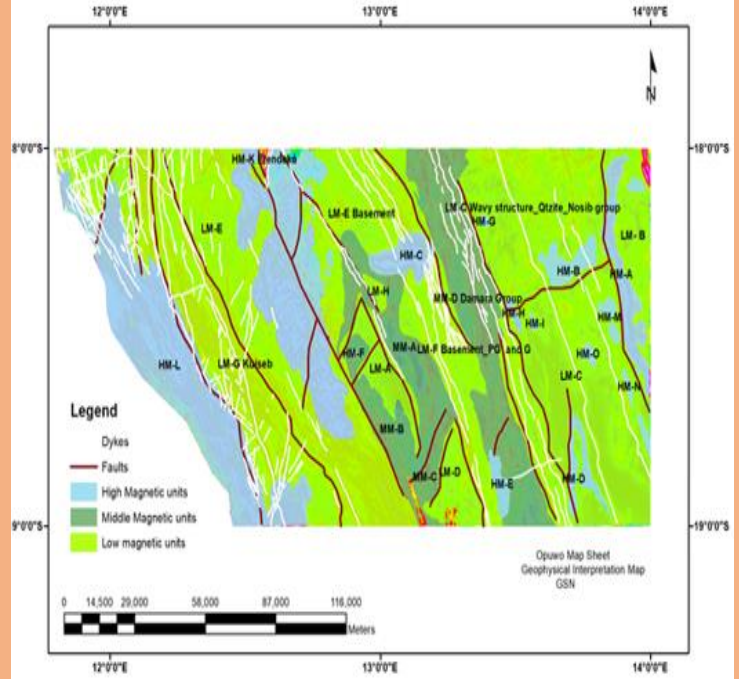 12°0'0"E 13°0'0"E 14°0'0"E
N
8°0'0"S 18°0'0"S
HM-K
LM-C Wavy structure_Qtzite_Nosib group
LM-E Basement
HM-G
LM-E
LM- B
HM-C
HM-B
HM-A
LM-H
MM-D Damara Group
HM-H
HM-M
HM-I
MM-A
LM-F Basement_PG and G
HM-F
HM-O
HM-L
LM-G Kuiseb
LM-A
LM-C
HM-N
MM-B
MM-C
LM-D
HM-E
HM-D
Legend
Dykes
Faults
High Magnetic units
Middle Magnetic units
Low magnetic units
9°0'0"S 19°0'0"S
Opuwo Map Sheet
Geophysical Interpretation Map
GSN
0 14,500 29,000 58,000 87,000 116,000
Meters
12°0'0"E 13°0'0"E 14°0'0"E